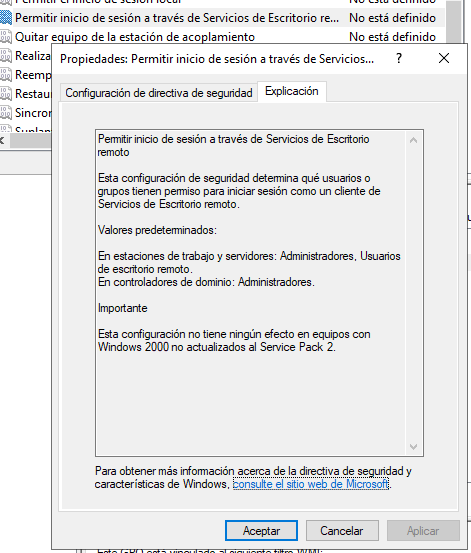 Permitir el inicio de sesión local No está definido
Permitir inicio de sesión a través de Servicios de Escritorio re... No está definido
Quitar equipo de la estación de acoplamiento No está definido
Realiza
Reemp
Restau
Sincror
Suplan
Propiedades: Permitir inicio de sesión a través de Servicios...
?
Configuración de directiva de seguridad Explicación
Permitir inicio de sesión a través de Servicios de Escritorio
remoto
Esta configuración de seguridad determina qué usuarios o
grupos tienen permiso para iniciar sesión como un cliente de
Servicios de Escritorio remoto.
Valores predeterminados:
En estaciones de trabajo y servidores: Administradores, Usuarios
de escritorio remoto.
En controladores de dominio: Administradores.
Importante
Esta configuración no tiene ningún efecto en equipos con
Windows 2000 no actualizados al Service Pack 2.
Para obtener más información acerca de la directiva de seguridad y
características de Windows, consulte el sitio web de Microsoft.
Aceptar Cancelar Aplicar
Este GPO está vinculado al siguiente filtro WMI: